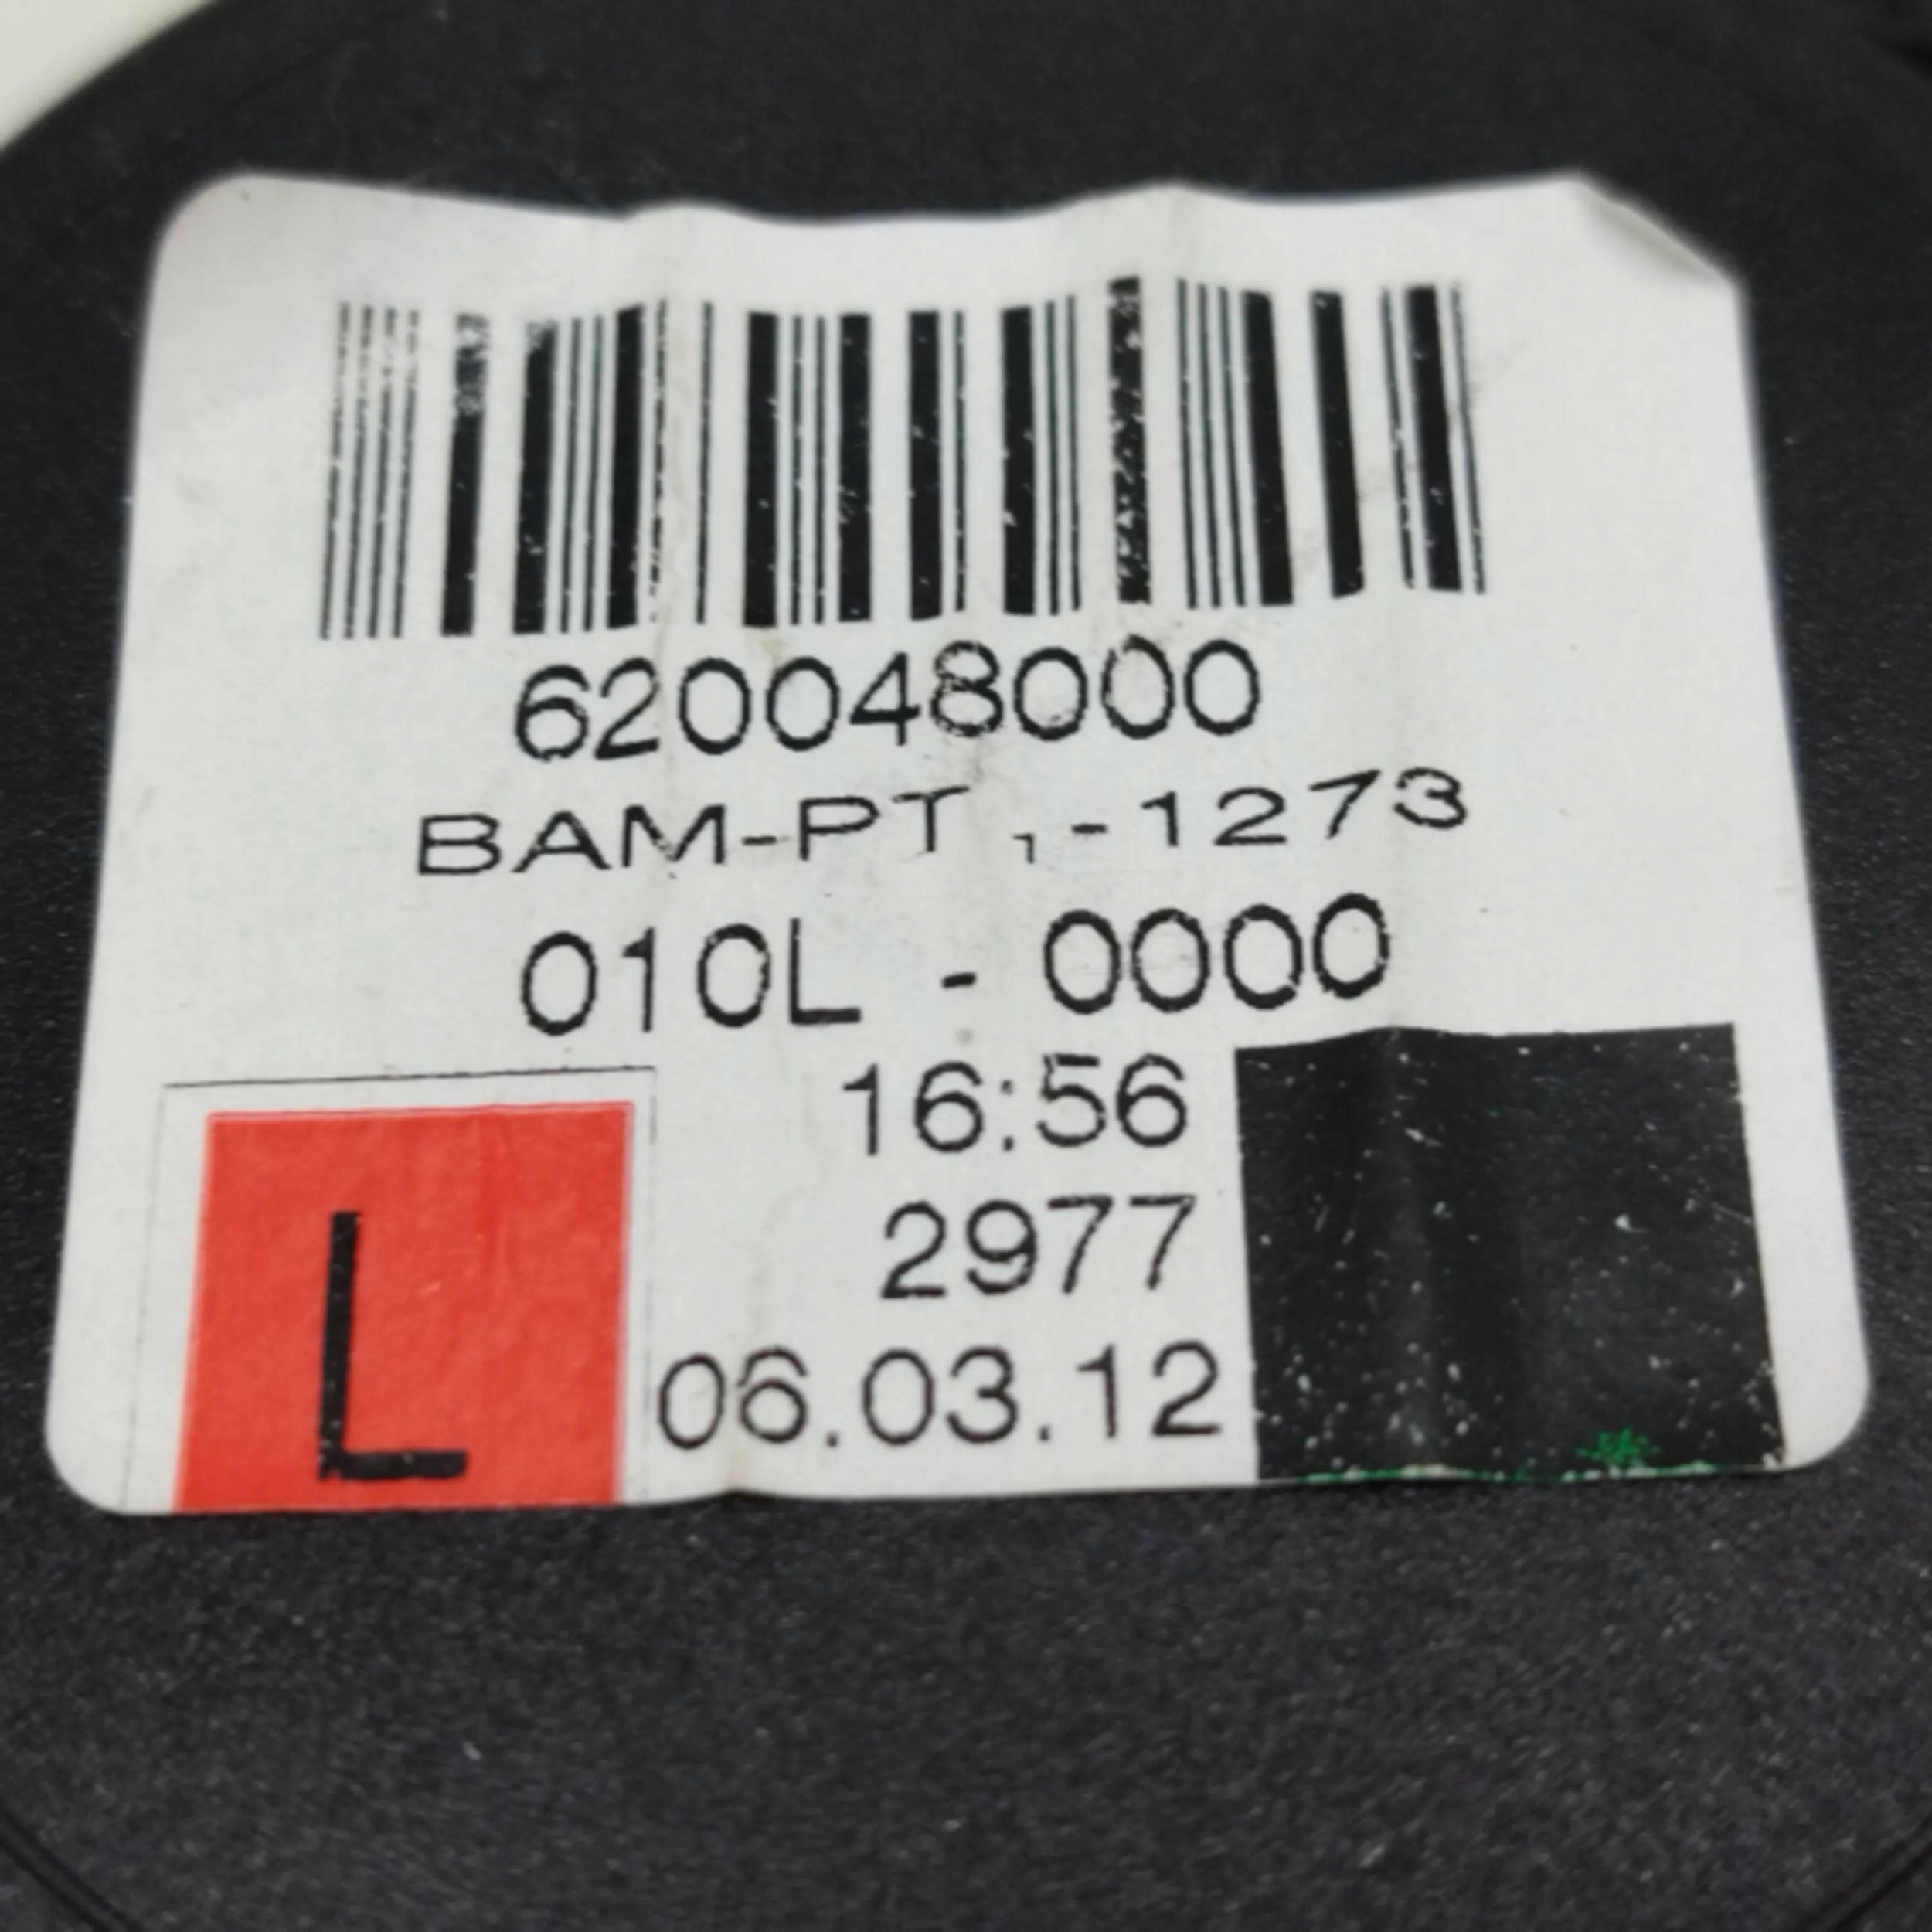 620048000
BAM-PT 1-1273
010L - 0000
16:56
2977
L
06.03.12